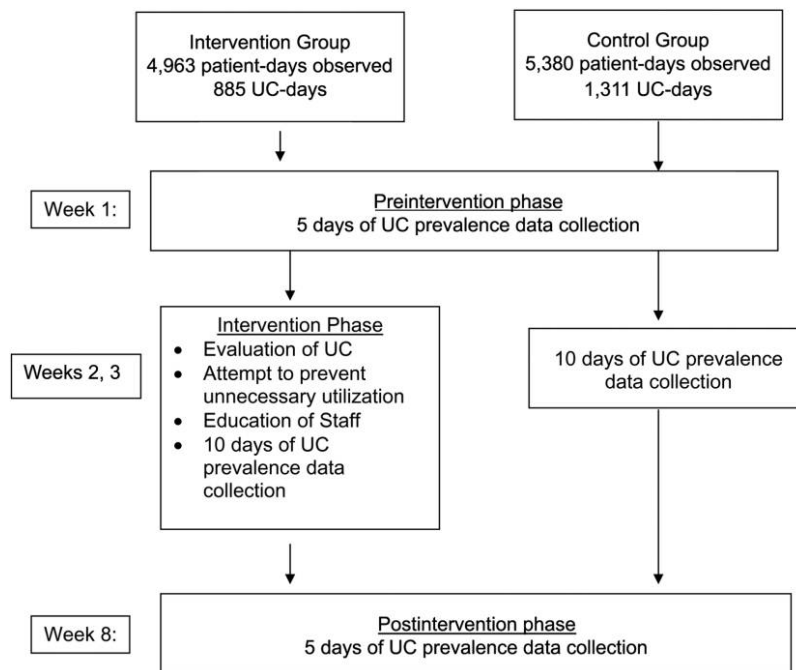 Intervention Group
4,963 patient-days observed
885 UC-days
Control Group
5,380 patient-days observed
1,311 UC-days
Week 1:
Preintervention phase
5 days of UC prevalence data collection
Weeks 2, 3
Intervention Phase
• Evaluation of UC
• Attempt to prevent
unnecessary utilization
• Education of Staff
• 10 days of UC
prevalence data
collection
10 days of UC prevalence
data collection
Week 8:
Postintervention phase
5 days of UC prevalence data collection